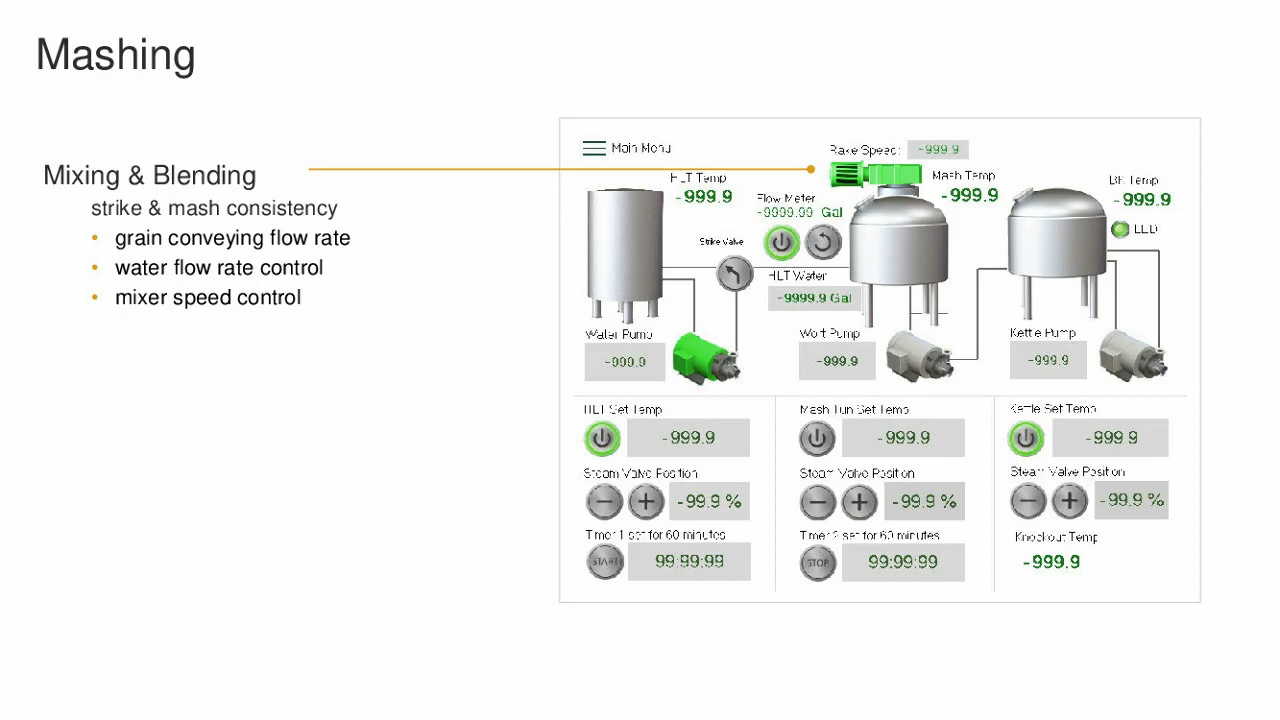 Mashing
Mixing & Blending
strike & mash consistency
• grain conveying flow rate
• water flow rate control
• mixer speed control
Main Menu
Rake Speed: -999.9
HLT Temp
-999.9
Flow Meter
-9999.99 Gal
Mash Temp
-999.9
BK Temp
-999.9
LLD
Strike Valve
HLT Water
-9999.9 Gal
Water Pump
-999.9
Wort Pump
-999.9
Kettle Pump
-999.9
HLT Set Temp
-999.9
Steam Valve Position
-99.9 %
Timer 1 set for 60 minutes
START
99:99:99
Mash Tun Set Temp
-999.9
Steam Valve Position
-99.9 %
Timer 2 set for 60 minutes
STOP
99:99:99
Kettle Set Temp
-999.9
Steam Valve Position
-99.9 %
Knockout Temp
-999.9